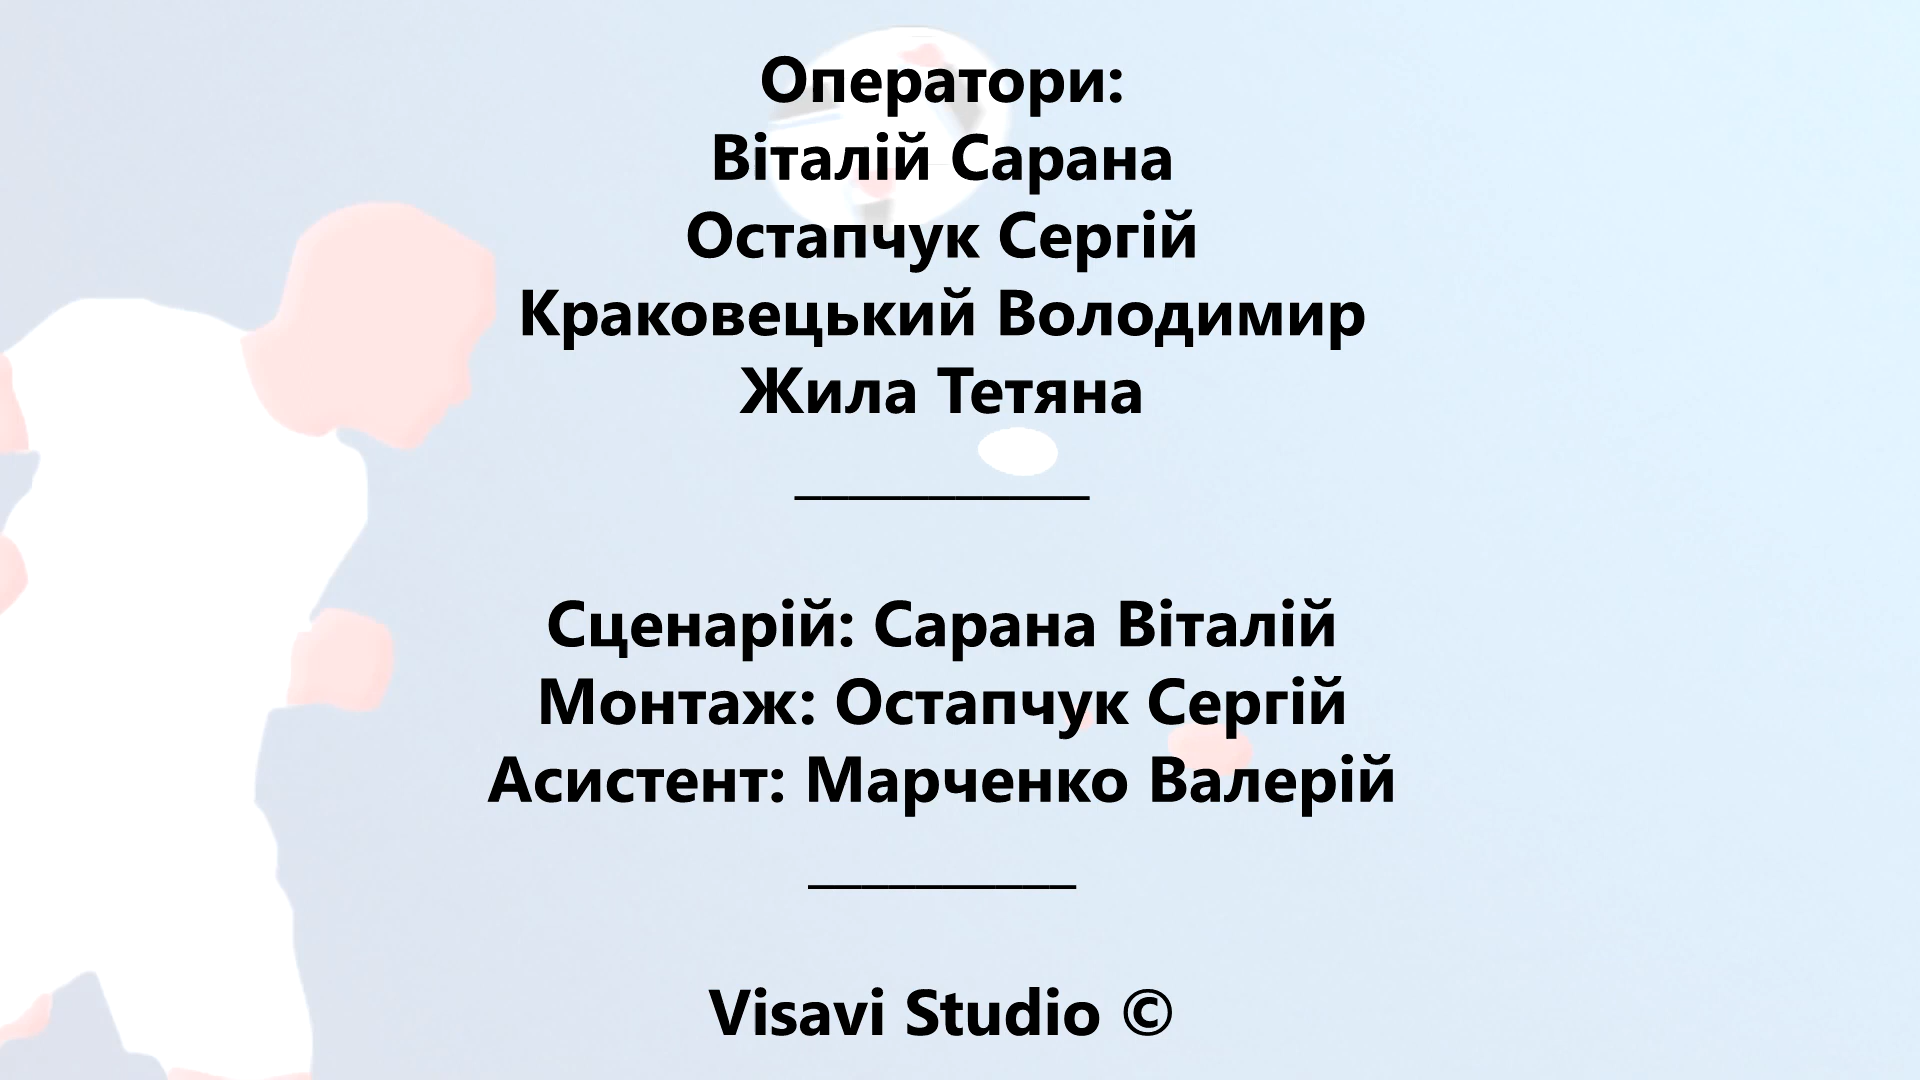 Оператори:
Віталій Сарана
Остапчук Сергій
Краковецький Володимир
Жила Тетяна
___________
Сценарій: Сарана Віталій
Монтаж: Остапчук Сергій
Асистент: Марченко Валерій
__________
Visavi Studio ©